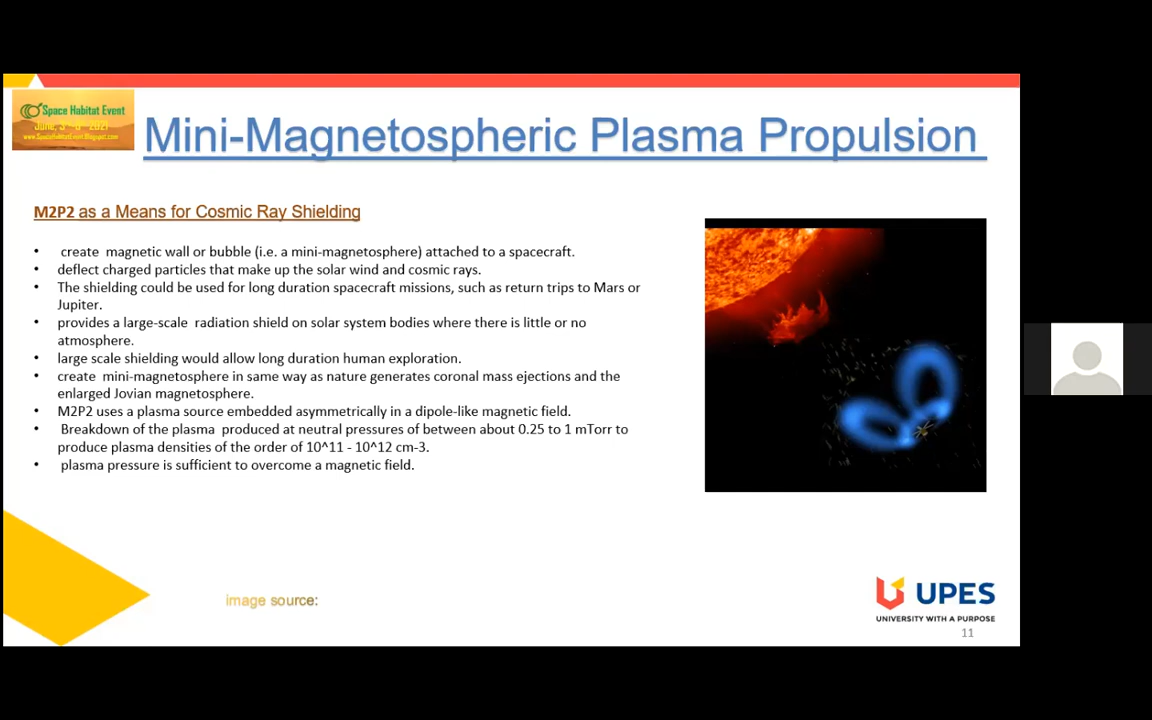 Space Habitat Event
June, 3rd-6th 2021
www.SpaceHabitatEvent.blogspot.com
Mini-Magnetospheric Plasma Propulsion
M2P2 as a Means for Cosmic Ray Shielding
• create magnetic wall or bubble (i.e. a mini-magnetosphere) attached to a spacecraft.
• deflect charged particles that make up the solar wind and cosmic rays.
• The shielding could be used for long duration spacecraft missions, such as return trips to Mars or
Jupiter.
• provides a large-scale radiation shield on solar system bodies where there is little or no
atmosphere.
• large scale shielding would allow long duration human exploration.
• create mini-magnetosphere in same way as nature generates coronal mass ejections and the
enlarged Jovian magnetosphere.
• M2P2 uses a plasma source embedded asymmetrically in a dipole-like magnetic field.
• Breakdown of the plasma produced at neutral pressures of between about 0.25 to 1 mTorr to
produce plasma densities of the order of 10^11 - 10^12 cm-3.
• plasma pressure is sufficient to overcome a magnetic field.
image source:
UPES
UNIVERSITY WITH A PURPOSE
11